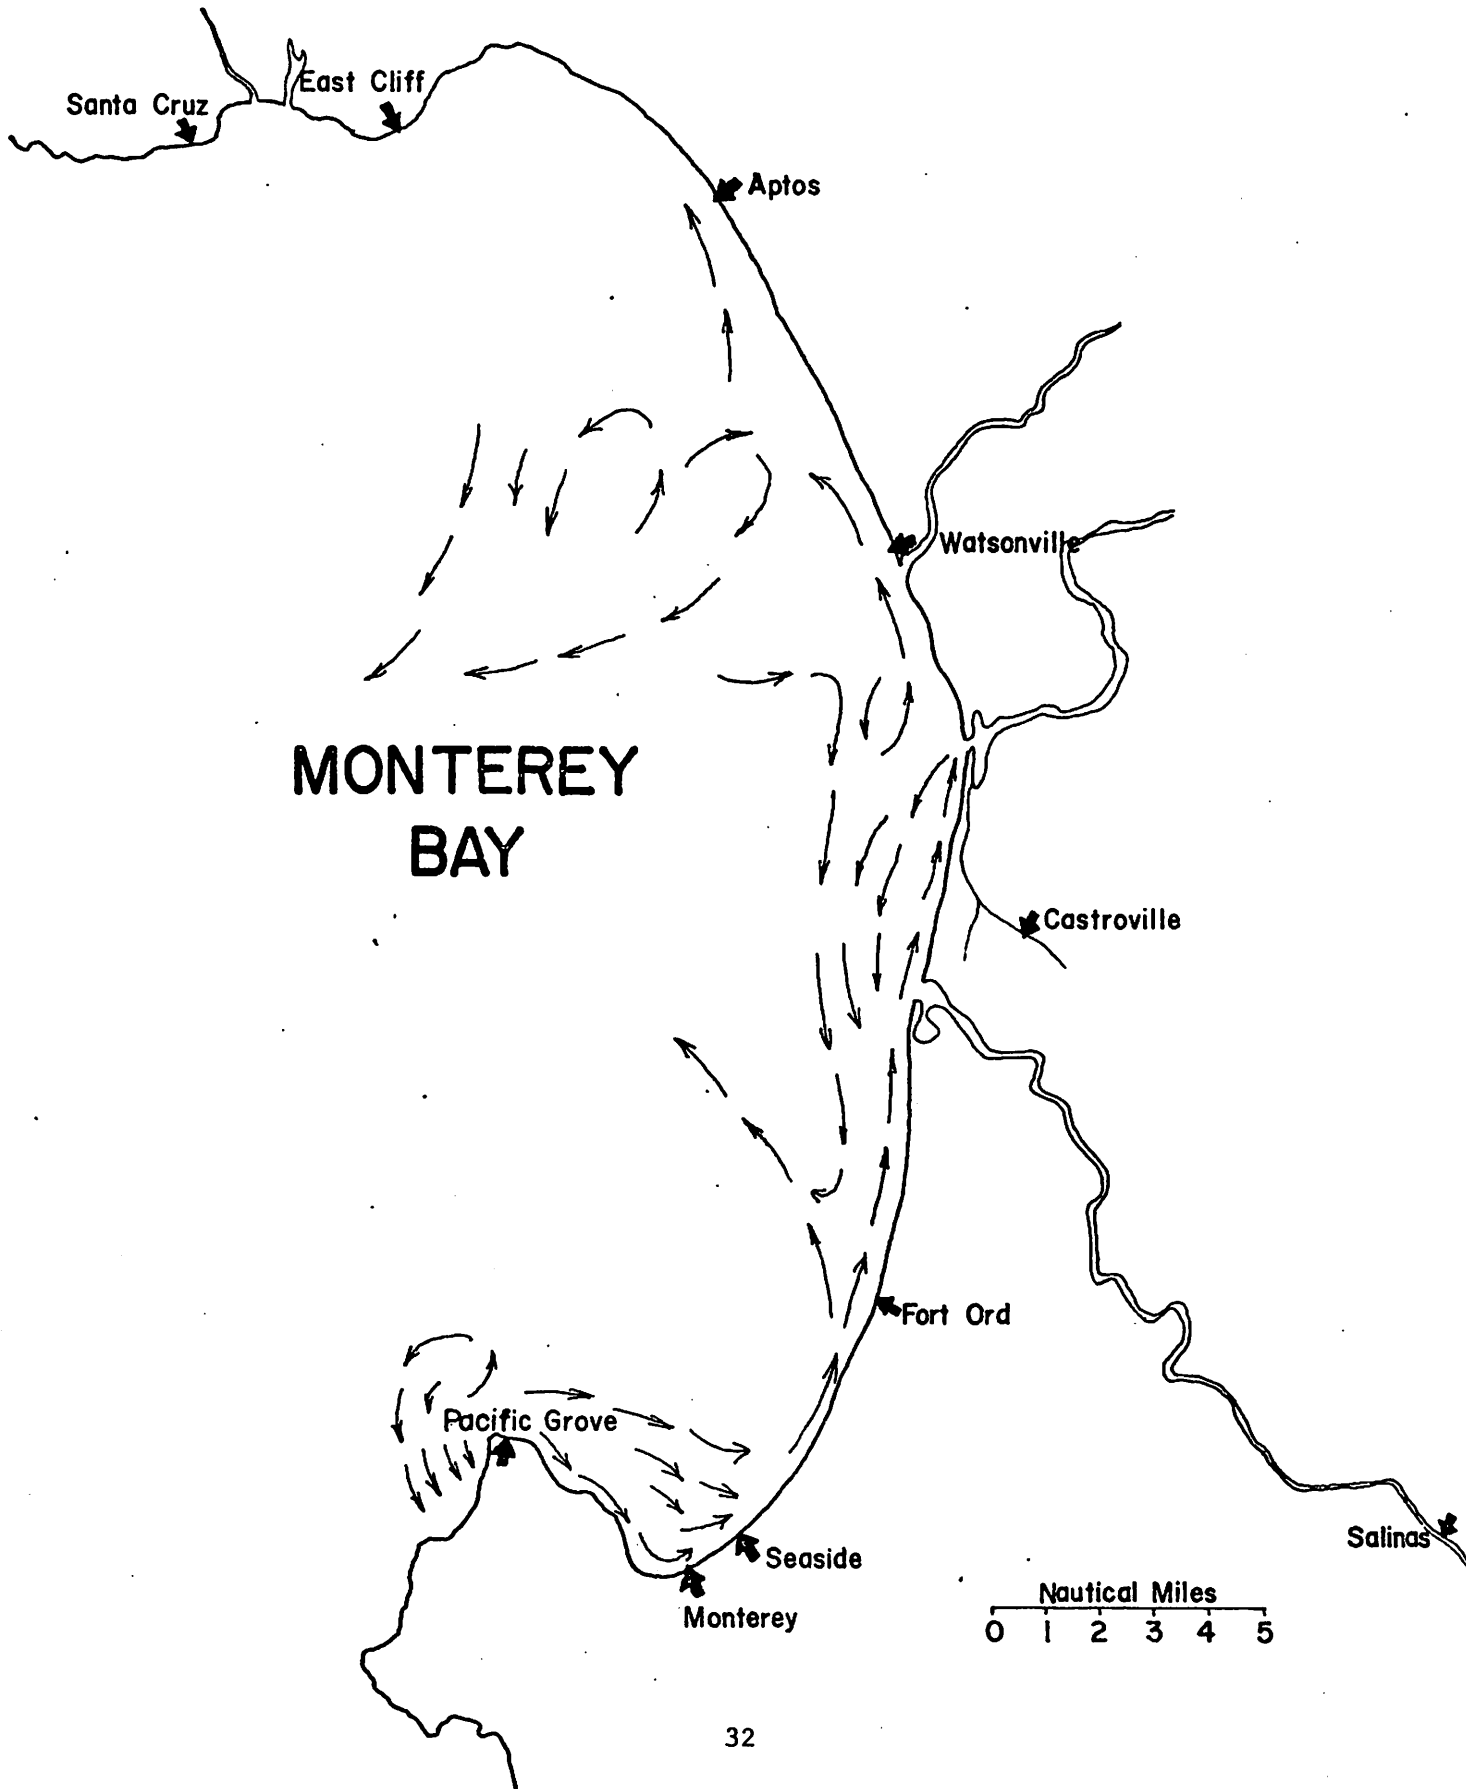 East Cliff
Santa Cruz
Aptos
Watsonville
MONTEREY
BAY
Castroville
Fort Ord
Pacific Grove
Salinas
Seaside
Nautical Miles
Monterey
0 1 2 3 4 5
32